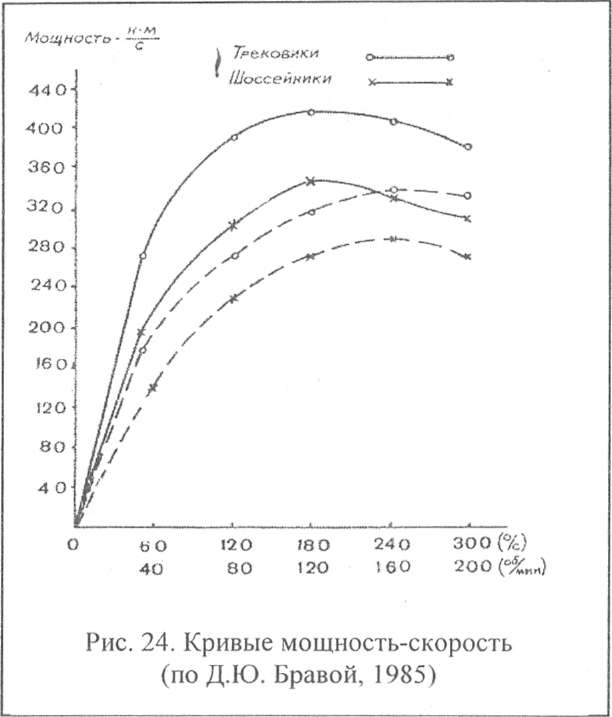 Мощность - н·м/с
Трековики
Шоссейники
440
400
360
320
280
240
200
160
120
80
40
0 60 120 180 240 300 (°/с)
40 80 120 160 200 (об/мин)
Рис. 24. Кривые мощность-скорость
(по Д.Ю. Бравой, 1985)